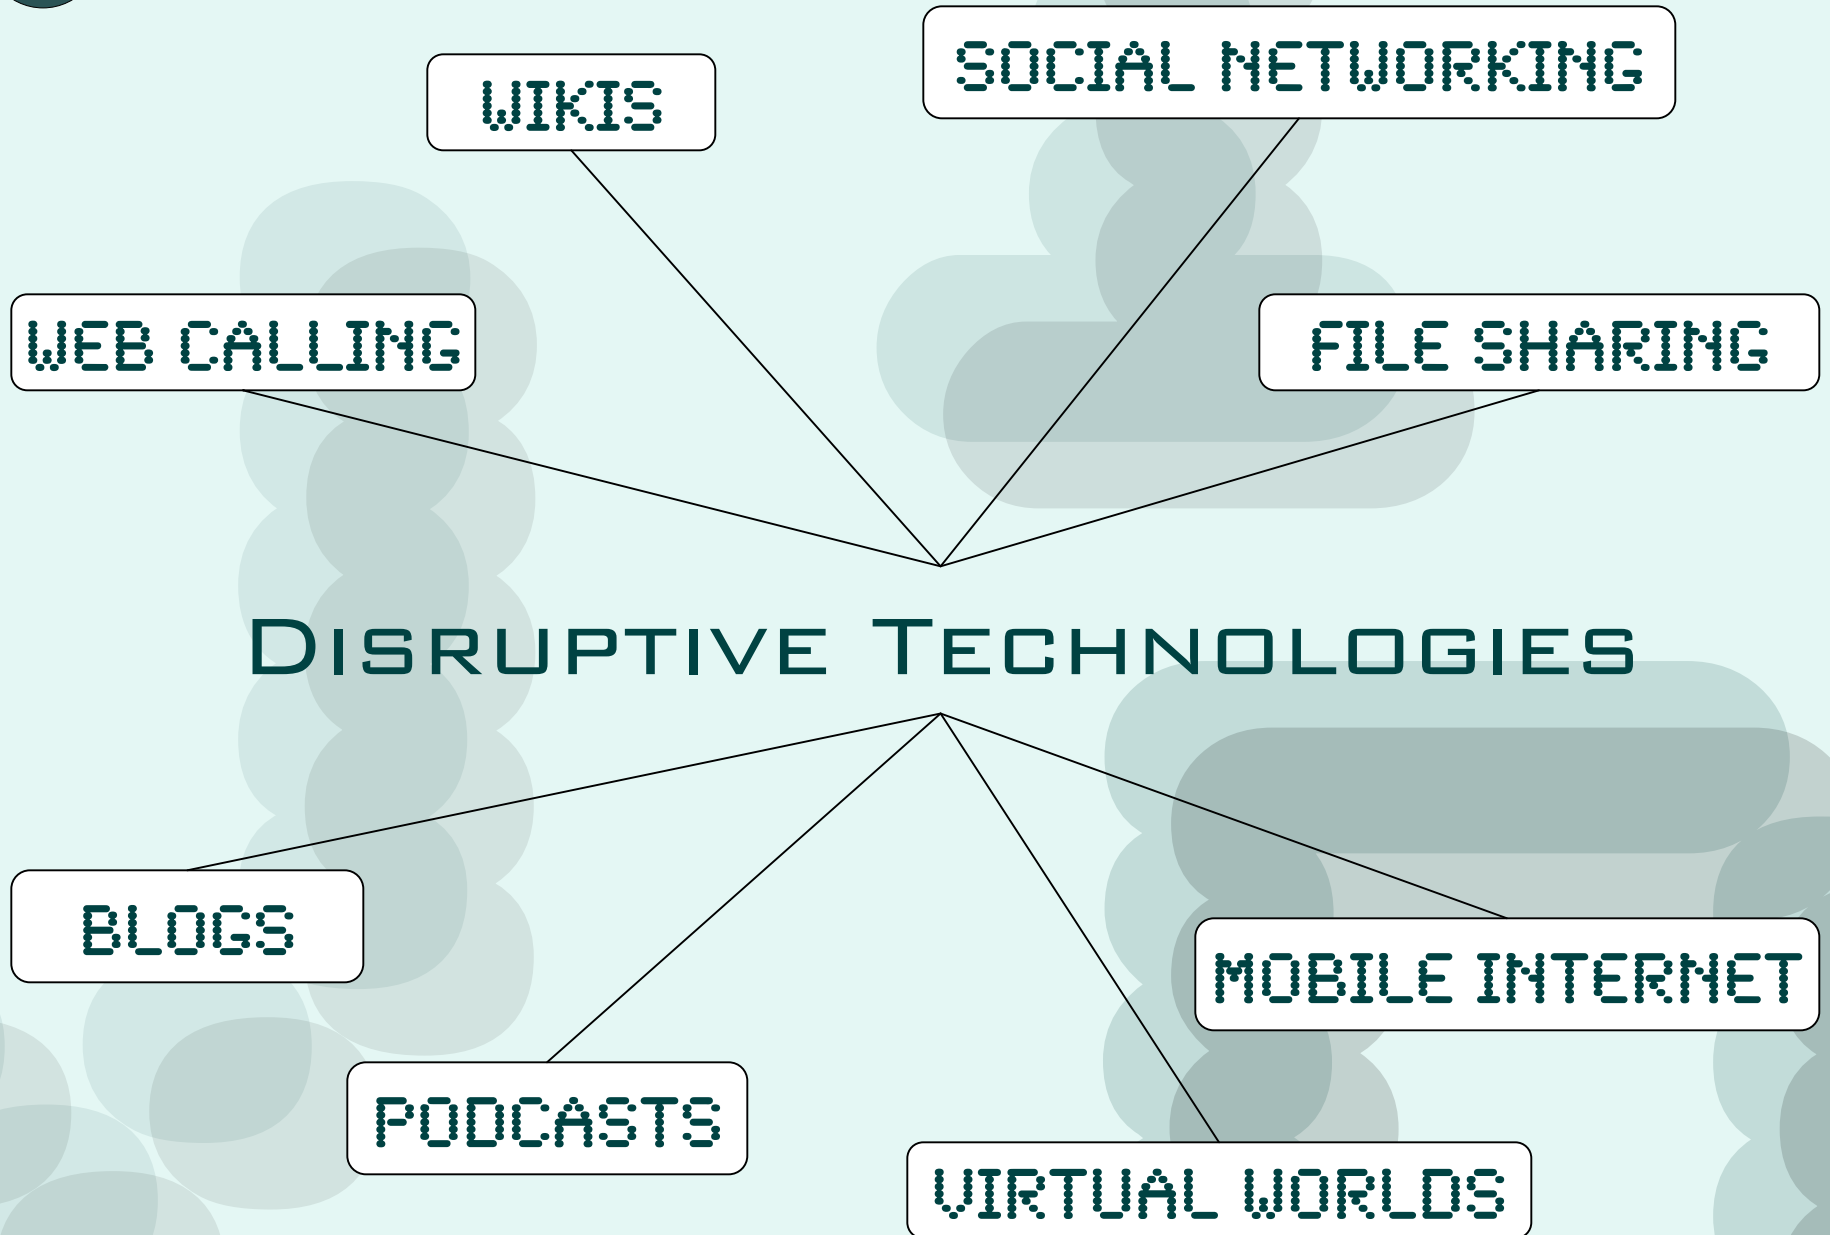 SOCIAL NETWORKING
WIKIS
WEB CALLING
FILE SHARING
DISRUPTIVE TECHNOLOGIES
BLOGS
MOBILE INTERNET
PODCASTS
VIRTUAL WORLDS